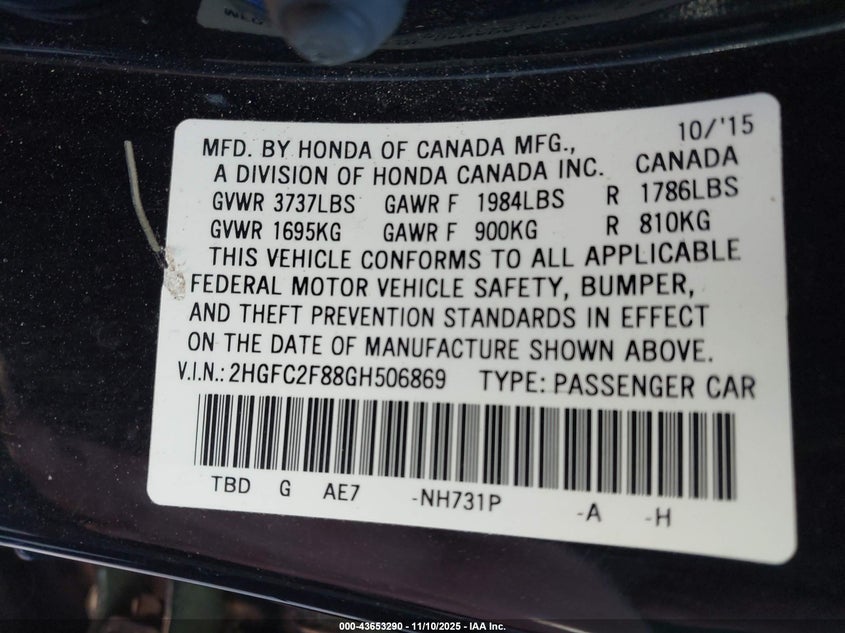 10/'15
MFD. BY HONDA OF CANADA MFG.,
A DIVISION OF HONDA CANADA INC. CANADA
GVWR 3737LBS GAWR F 1984LBS R 1786LBS
GVWR 1695KG GAWR F 900KG R 810KG
THIS VEHICLE CONFORMS TO ALL APPLICABLE
FEDERAL MOTOR VEHICLE SAFETY, BUMPER,
AND THEFT PREVENTION STANDARDS IN EFFECT
ON THE DATE OF MANUFACTURE SHOWN ABOVE.
V.I.N.: 2HGFC2F88GH506869 TYPE: PASSENGER CAR
TBD G AE7 -NH731P -A -H
000-43653290 - 11/10/2025 - IAA Inc.